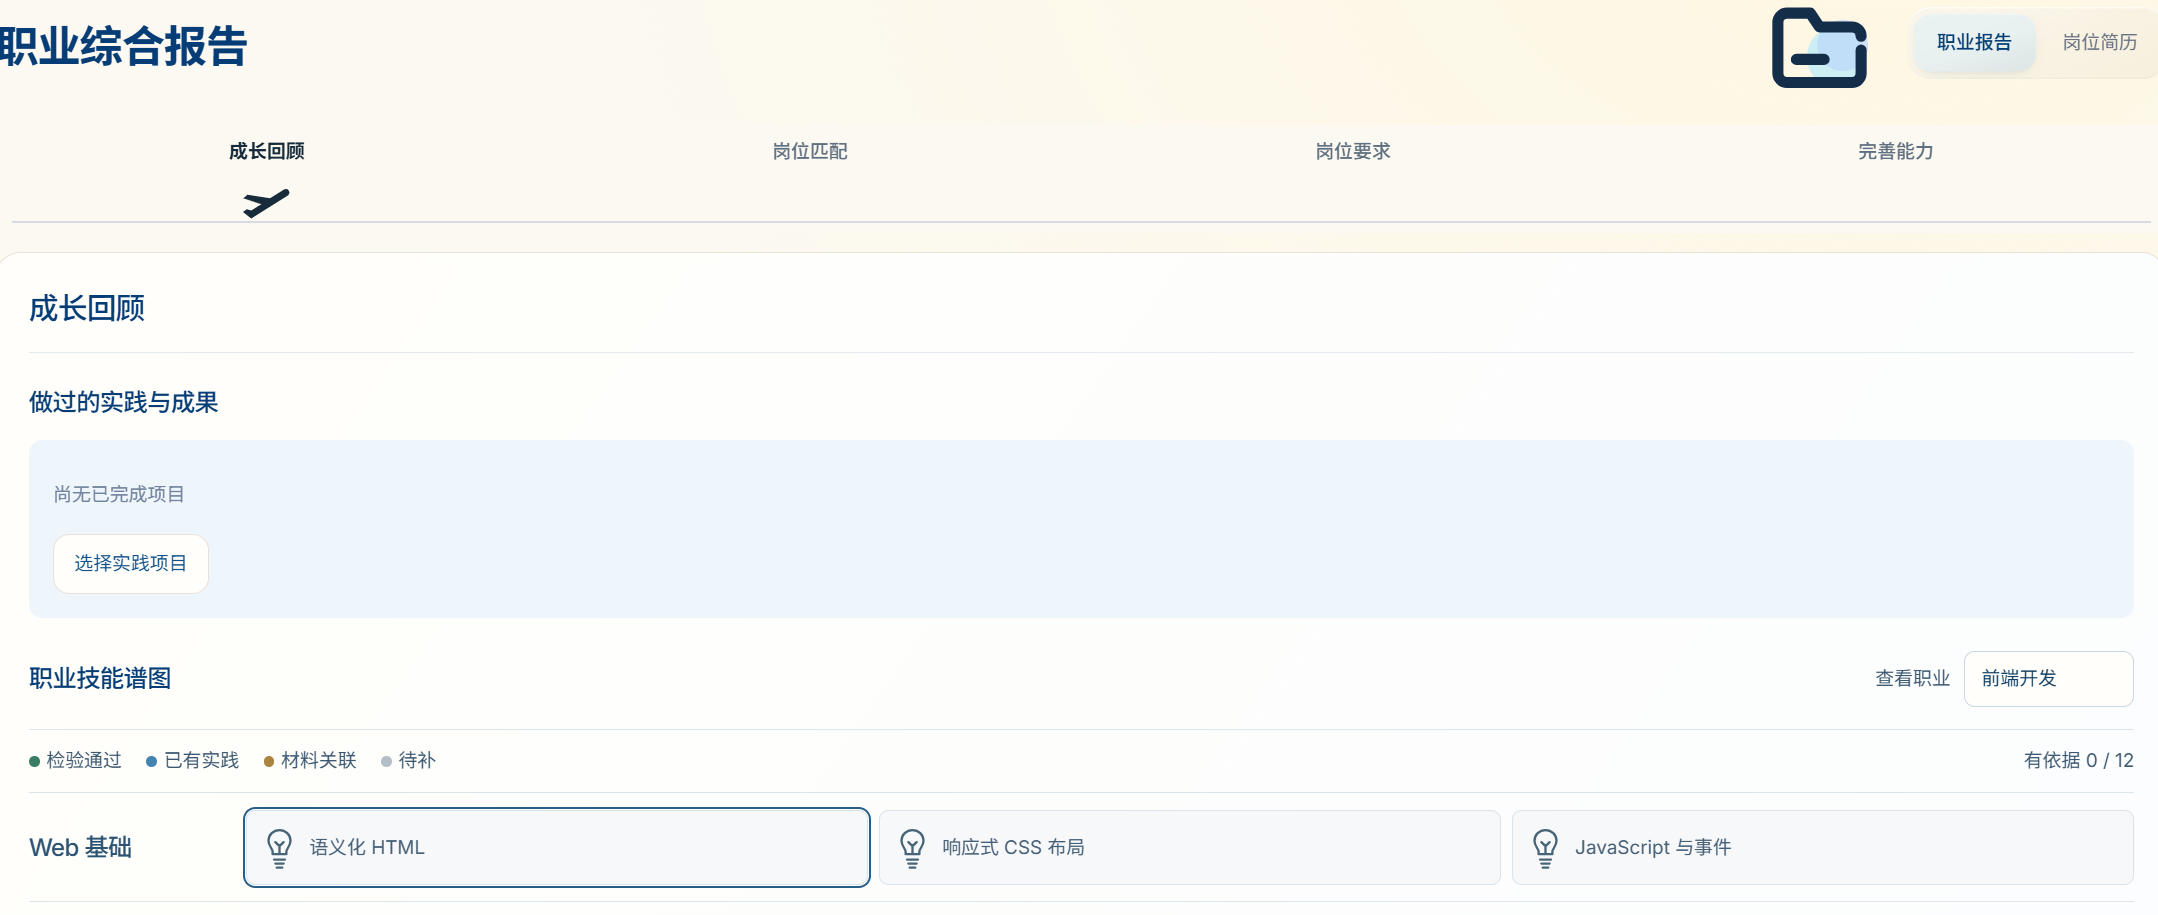 职业综合报告
职业报告
岗位简历
成长回顾
岗位匹配
岗位要求
完善能力
成长回顾
做过的实践与成果
尚无已完成项目
选择实践项目
职业技能谱图
查看职业
前端开发
检验通过
已有实践
材料关联
待补
有依据 0 / 12
Web 基础
语义化 HTML
响应式 CSS 布局
JavaScript 与事件